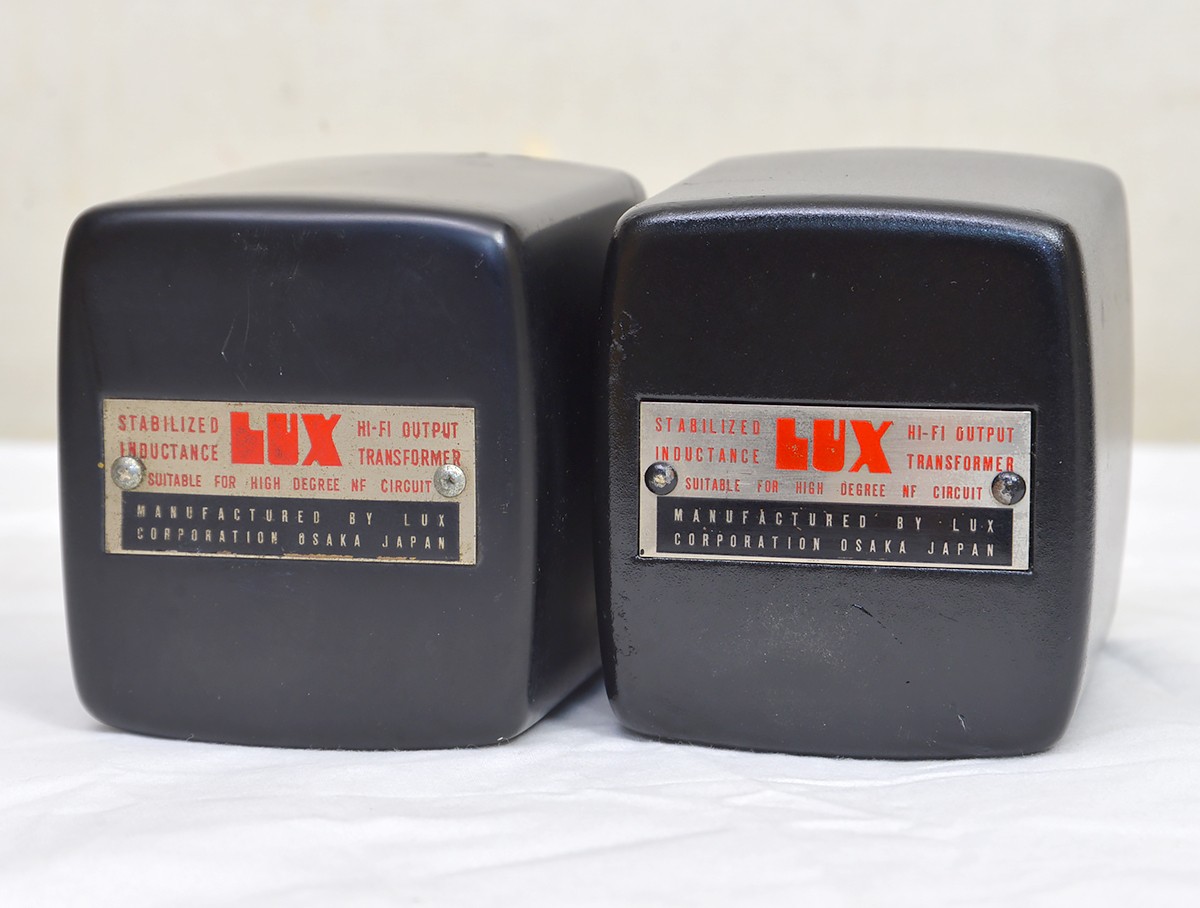 STABILIZED LUX HI-FI OUTPUT
INDUCTANCE TRANSFORMER
SUITABLE FOR HIGH DEGREE NF CIRCUIT
MANUFACTURED BY LUX
CORPORATION OSAKA JAPAN
STABILIZED LUX HI-FI OUTPUT
INDUCTANCE TRANSFORMER
SUITABLE FOR HIGH DEGREE NF CIRCUIT
MANUFACTURED BY LUX
CORPORATION OSAKA JAPAN